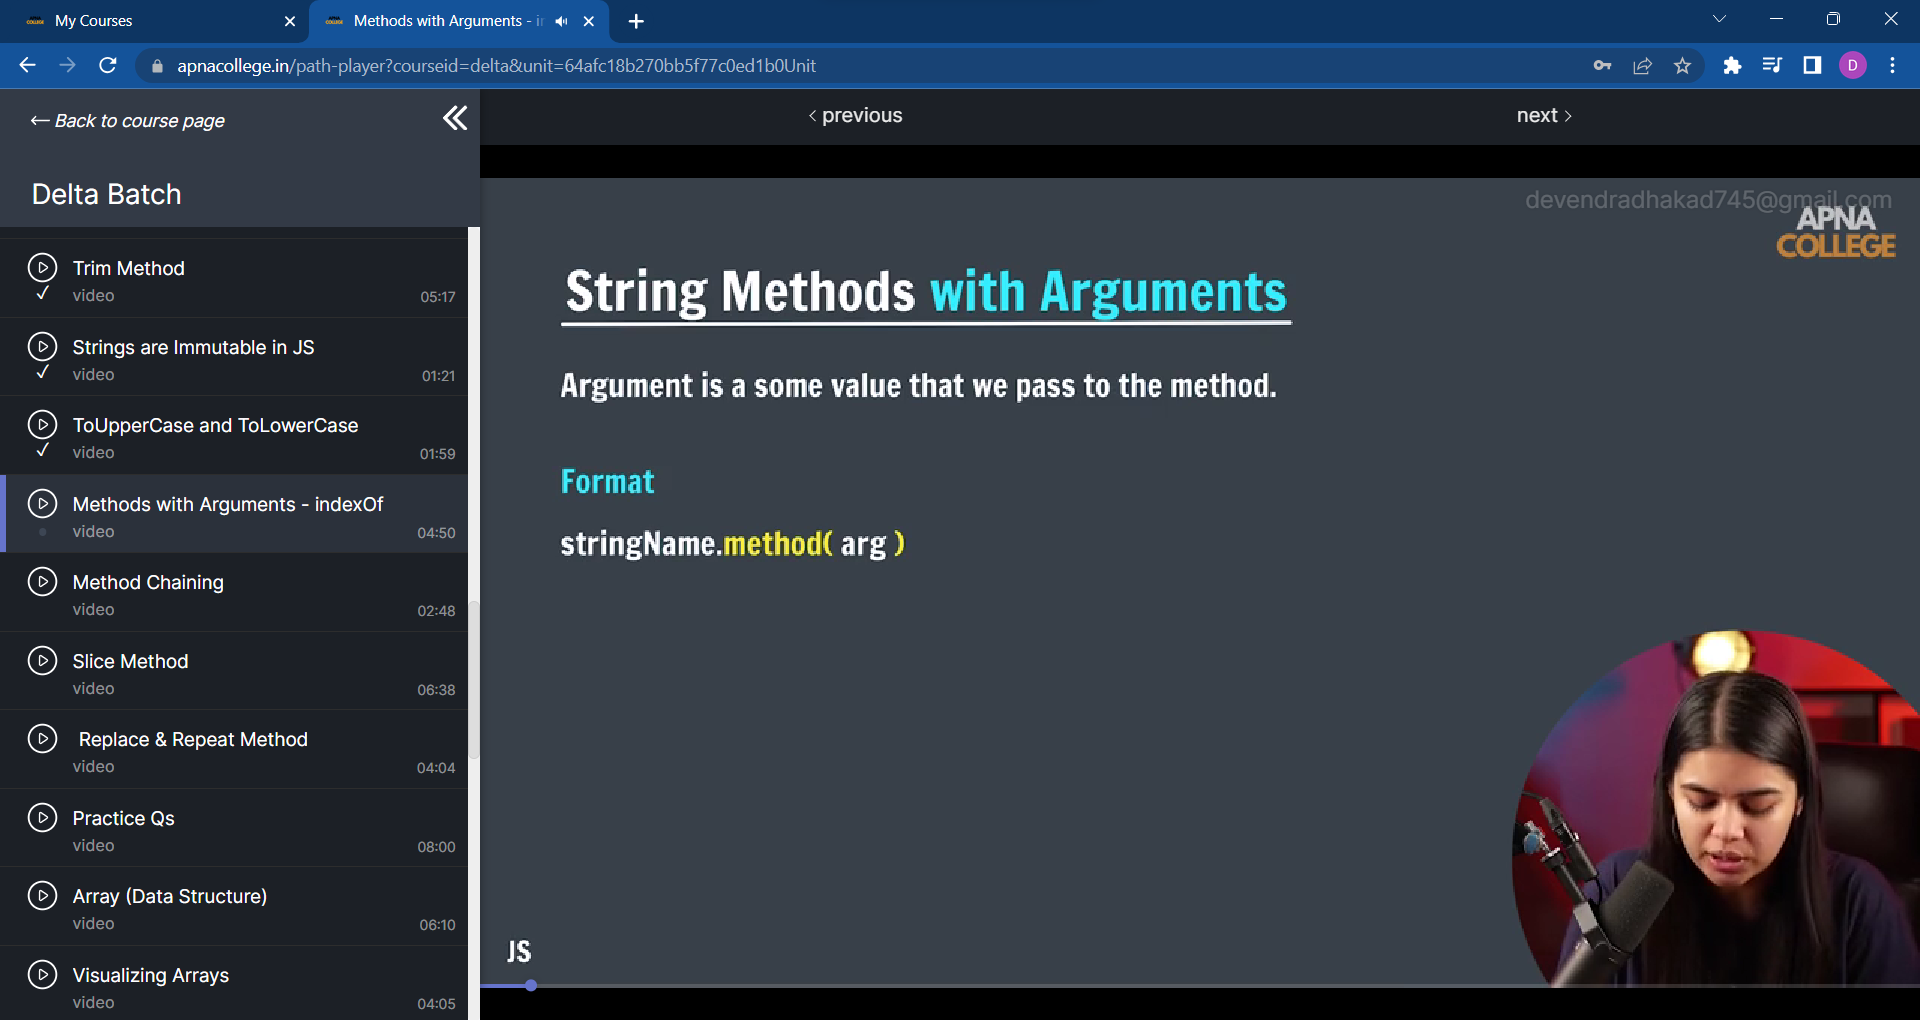 My Courses
Methods with Arguments - in
apnacollege.in/path-player?courseid=delta&unit=64afc18b270bb5f77c0ed1b0Unit
D
← Back to course page
‹ previous
next ›
Delta Batch
Trim Method
video 05:17
Strings are Immutable in JS
video 01:21
ToUpperCase and ToLowerCase
video 01:59
Methods with Arguments - indexOf
video 04:50
Method Chaining
video 02:48
Slice Method
video 06:38
Replace & Repeat Method
video 04:04
Practice Qs
video 08:00
Array (Data Structure)
video 06:10
Visualizing Arrays
video 04:05
devendradhakad745@gmail.com
APNA
COLLEGE
String Methods with Arguments
Argument is a some value that we pass to the method.
Format
stringName.method( arg )
JS